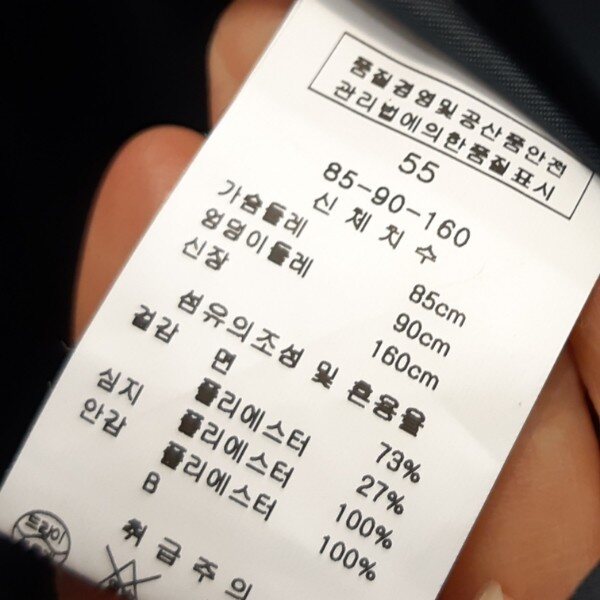 품질경영및공산품안전
관리법에의한품질표시
55
85-90-160
신 체 치 수
가슴둘레 85cm
엉덩이둘레 90cm
신장 160cm
섬유의조성 및 혼용율
겉감 면 73%
폴리에스터 27%
심지 폴리에스터 100%
안감 폴리에스터 100%
B
취 급 주 의
드라이